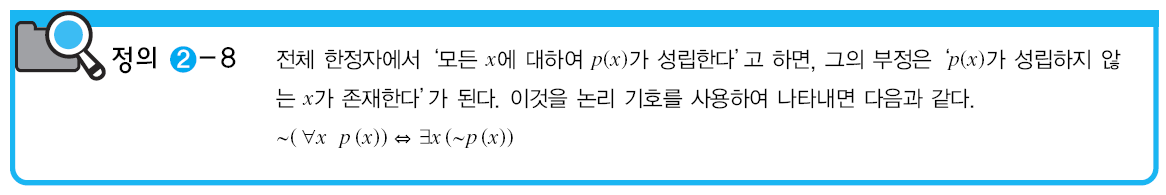 정의 2-8 전체 한정자에서 ‘모든 x에 대하여 p(x)가 성립한다’고 하면, 그의 부정은 ‘p(x)가 성립하지 않
는 x가 존재한다’가 된다. 이것을 논리 기호를 사용하여 나타내면 다음과 같다.
~( ∀x p (x)) ⇔ ∃x (~p (x))